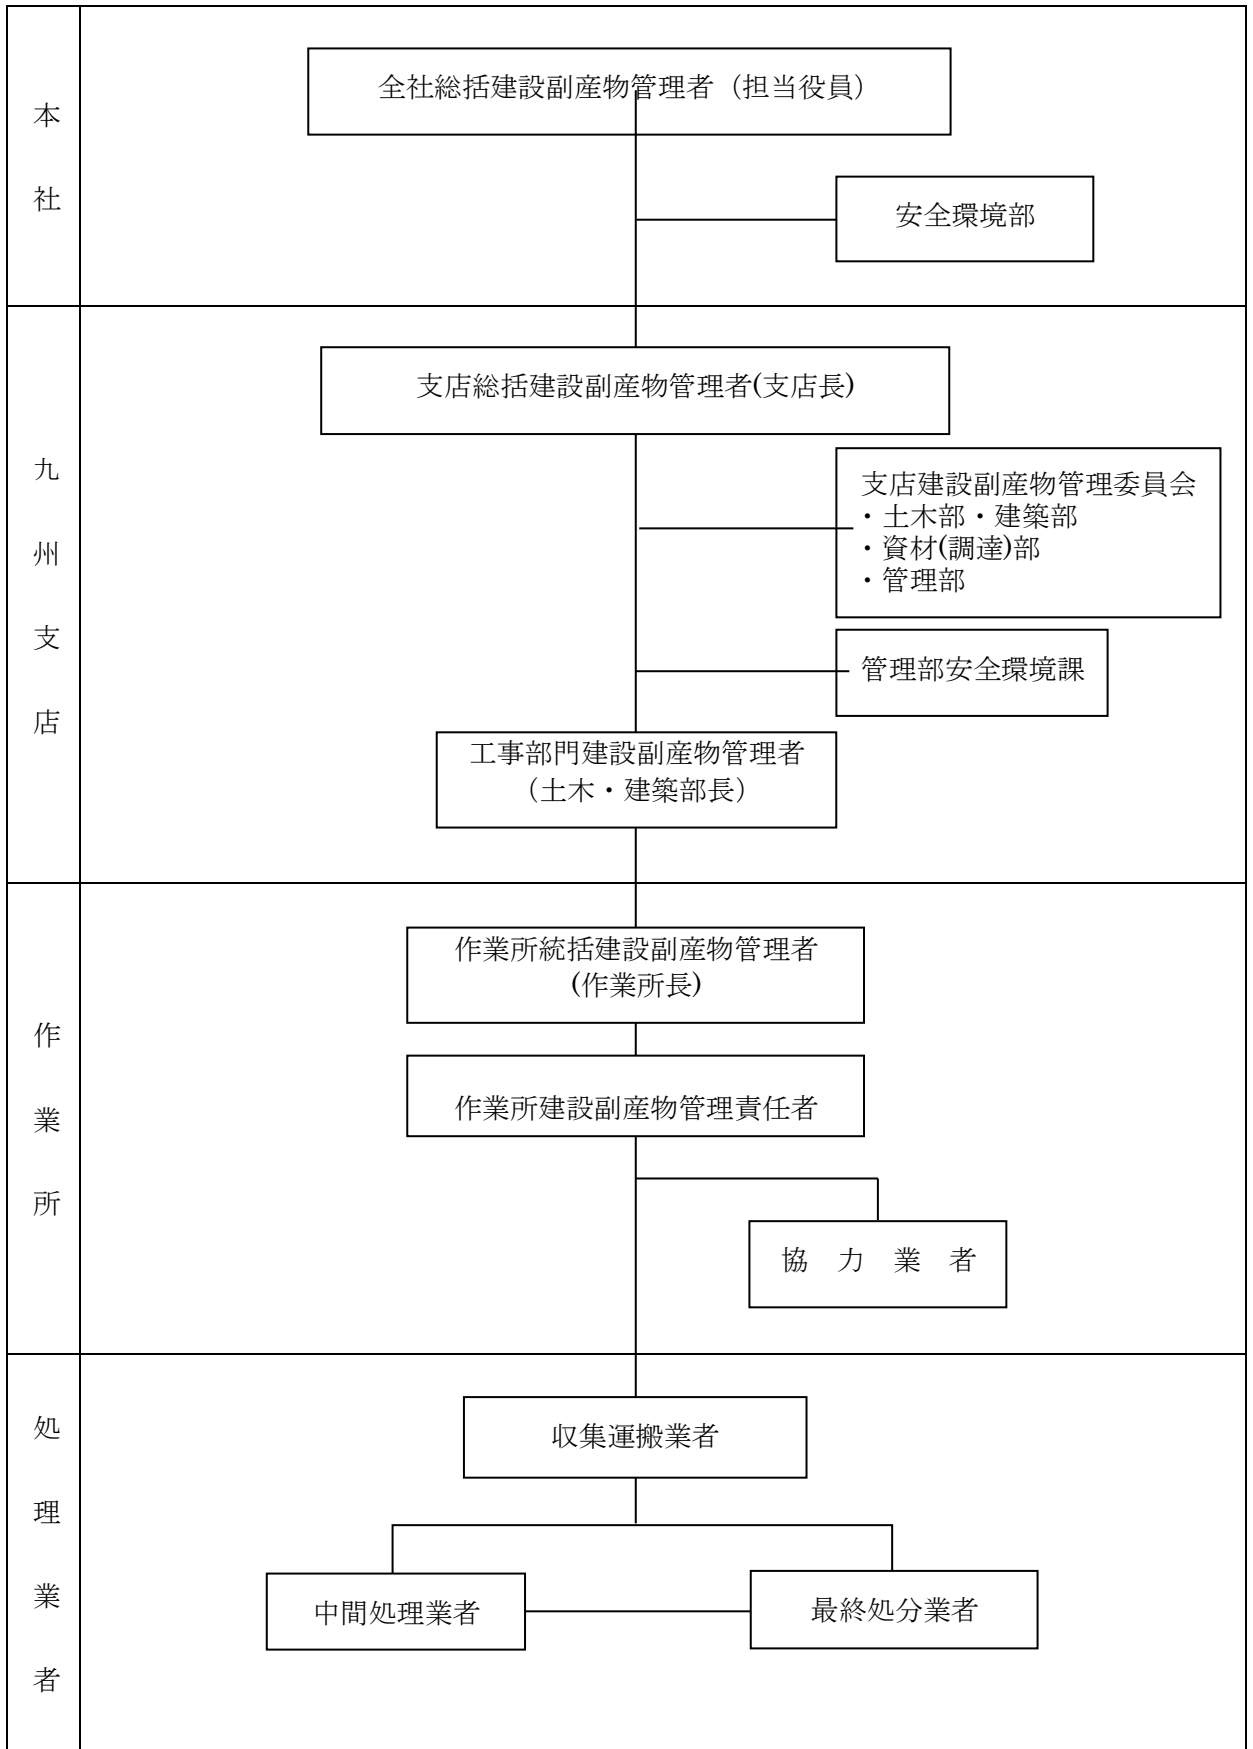 本社
全社総括建設副産物管理者（担当役員）
安全環境部
九州支店
支店総括建設副産物管理者(支店長)
支店建設副産物管理委員会
・土木部・建築部
・資材(調達)部
・管理部
管理部安全環境課
工事部門建設副産物管理者
（土木・建築部長）
作業所
作業所統括建設副産物管理者
(作業所長)
作業所建設副産物管理責任者
協　力　業　者
処理業者
収集運搬業者
中間処理業者
最終処分業者